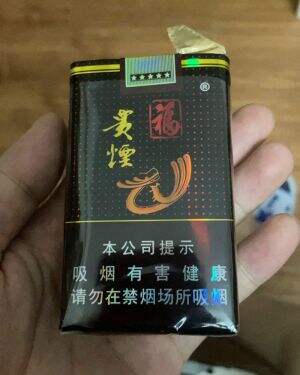 福
®
貴煙
本公司提示
吸烟有害健康
请勿在禁烟场所吸烟